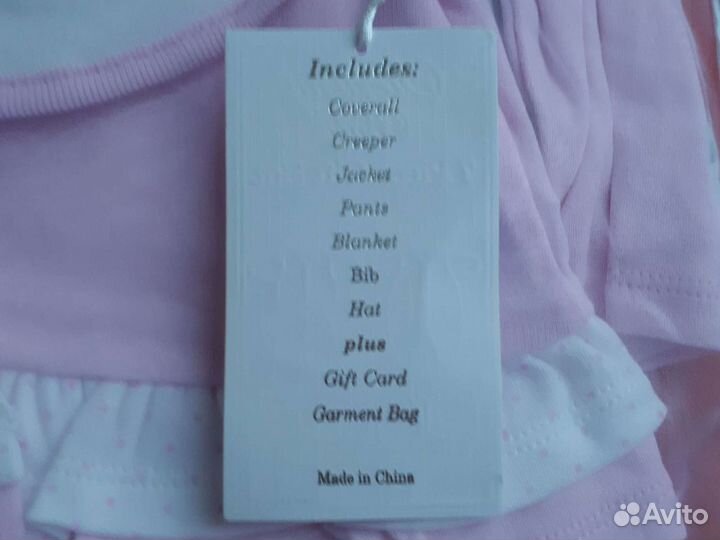 Includes:
Coverall
Creeper
Jacket
Pants
Blanket
Bib
Hat
plus
Gift Card
Garment Bag
Made in China
Avito